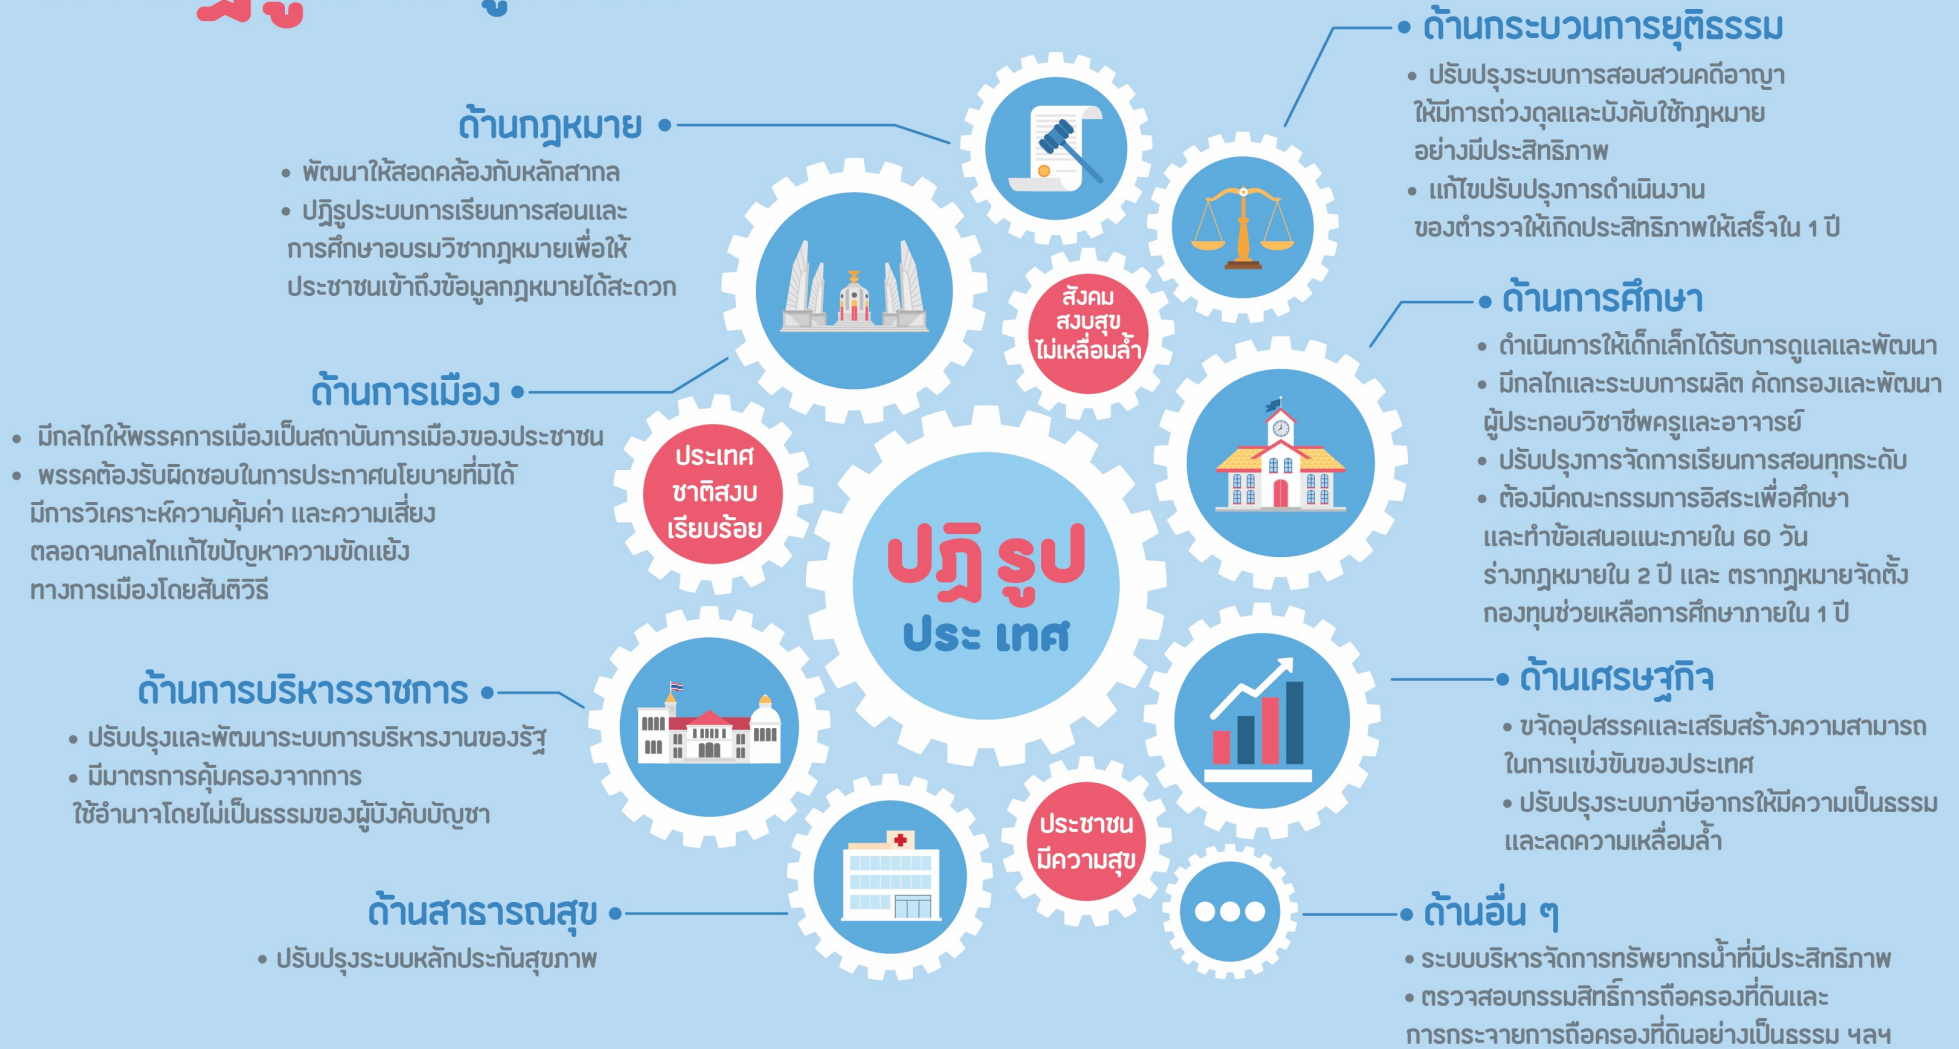 ด้านกฎหมาย
• พัฒนาให้สอดคล้องกับหลักสากล
• ปฏิรูประบบการเรียนการสอนและ
การศึกษาอบรมวิชากฎหมายเพื่อให้
ประชาชนเข้าถึงข้อมูลกฎหมายได้สะดวก
ด้านการเมือง
• มีกลไกให้พรรคการเมืองเป็นสถาบันการเมืองของประชาชน
• พรรคต้องรับผิดชอบในการประกาศนโยบายที่มิได้
มีการวิเคราะห์ความคุ้มค่า และความเสี่ยง
ตลอดจนกลไกแก้ไขปัญหาความขัดแย้ง
ทางการเมืองโดยสันติวิธี
ด้านการบริหารราชการ
• ปรับปรุงและพัฒนาระบบการบริหารงานของรัฐ
• มีมาตรการคุ้มครองจากการ
ใช้อำนาจโดยไม่เป็นธรรมของผู้บังคับบัญชา
ด้านสาธารณสุข
• ปรับปรุงระบบหลักประกันสุขภาพ
สังคม
สงบสุข
ไม่เหลื่อมล้ำ
ประเทศ
ชาติสงบ
เรียบร้อย
ปฏิรูป
ประเทศ
ประชาชน
มีความสุข
ด้านกระบวนการยุติธรรม
• ปรับปรุงระบบการสอบสวนคดีอาญา
ให้มีการถ่วงดุลและบังคับใช้กฎหมาย
อย่างมีประสิทธิภาพ
• แก้ไขปรับปรุงการดำเนินงาน
ของตำรวจให้เกิดประสิทธิภาพให้เสร็จใน 1 ปี
ด้านการศึกษา
• ดำเนินการให้เด็กเล็กได้รับการดูแลและพัฒนา
• มีกลไกและระบบการผลิต คัดกรองและพัฒนา
ผู้ประกอบวิชาชีพครูและอาจารย์
• ปรับปรุงการจัดการเรียนการสอนทุกระดับ
• ต้องมีคณะกรรมการอิสระเพื่อศึกษา
และทำข้อเสนอแนะภายใน 60 วัน
ร่างกฎหมายใน 2 ปี และ ตรากฎหมายจัดตั้ง
กองทุนช่วยเหลือการศึกษาภายใน 1 ปี
ด้านเศรษฐกิจ
• ขจัดอุปสรรคและเสริมสร้างความสามารถ
ในการแข่งขันของประเทศ
• ปรับปรุงระบบภาษีอากรให้มีความเป็นธรรม
และลดความเหลื่อมล้ำ
ด้านอื่น ๆ
• ระบบบริหารจัดการทรัพยากรน้ำที่มีประสิทธิภาพ
• ตรวจสอบกรรมสิทธิ์การถือครองที่ดินและ
การกระจายการถือครองที่ดินอย่างเป็นธรรม ฯลฯ